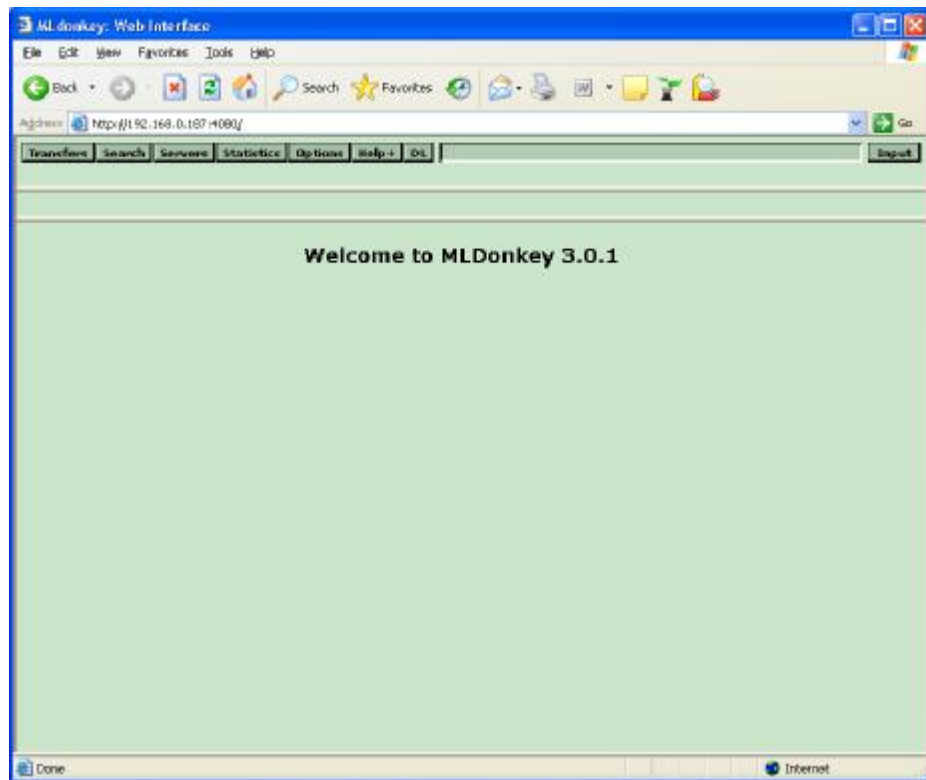 MLdonkey: Web Interface
File Edit View Favorites Tools Help
Back Search Favorites
Address http://192.168.0.187:4080/ Go
Transfers Search Servers Statistics Options Help+ DL Input
Welcome to MLDonkey 3.0.1
Done Internet